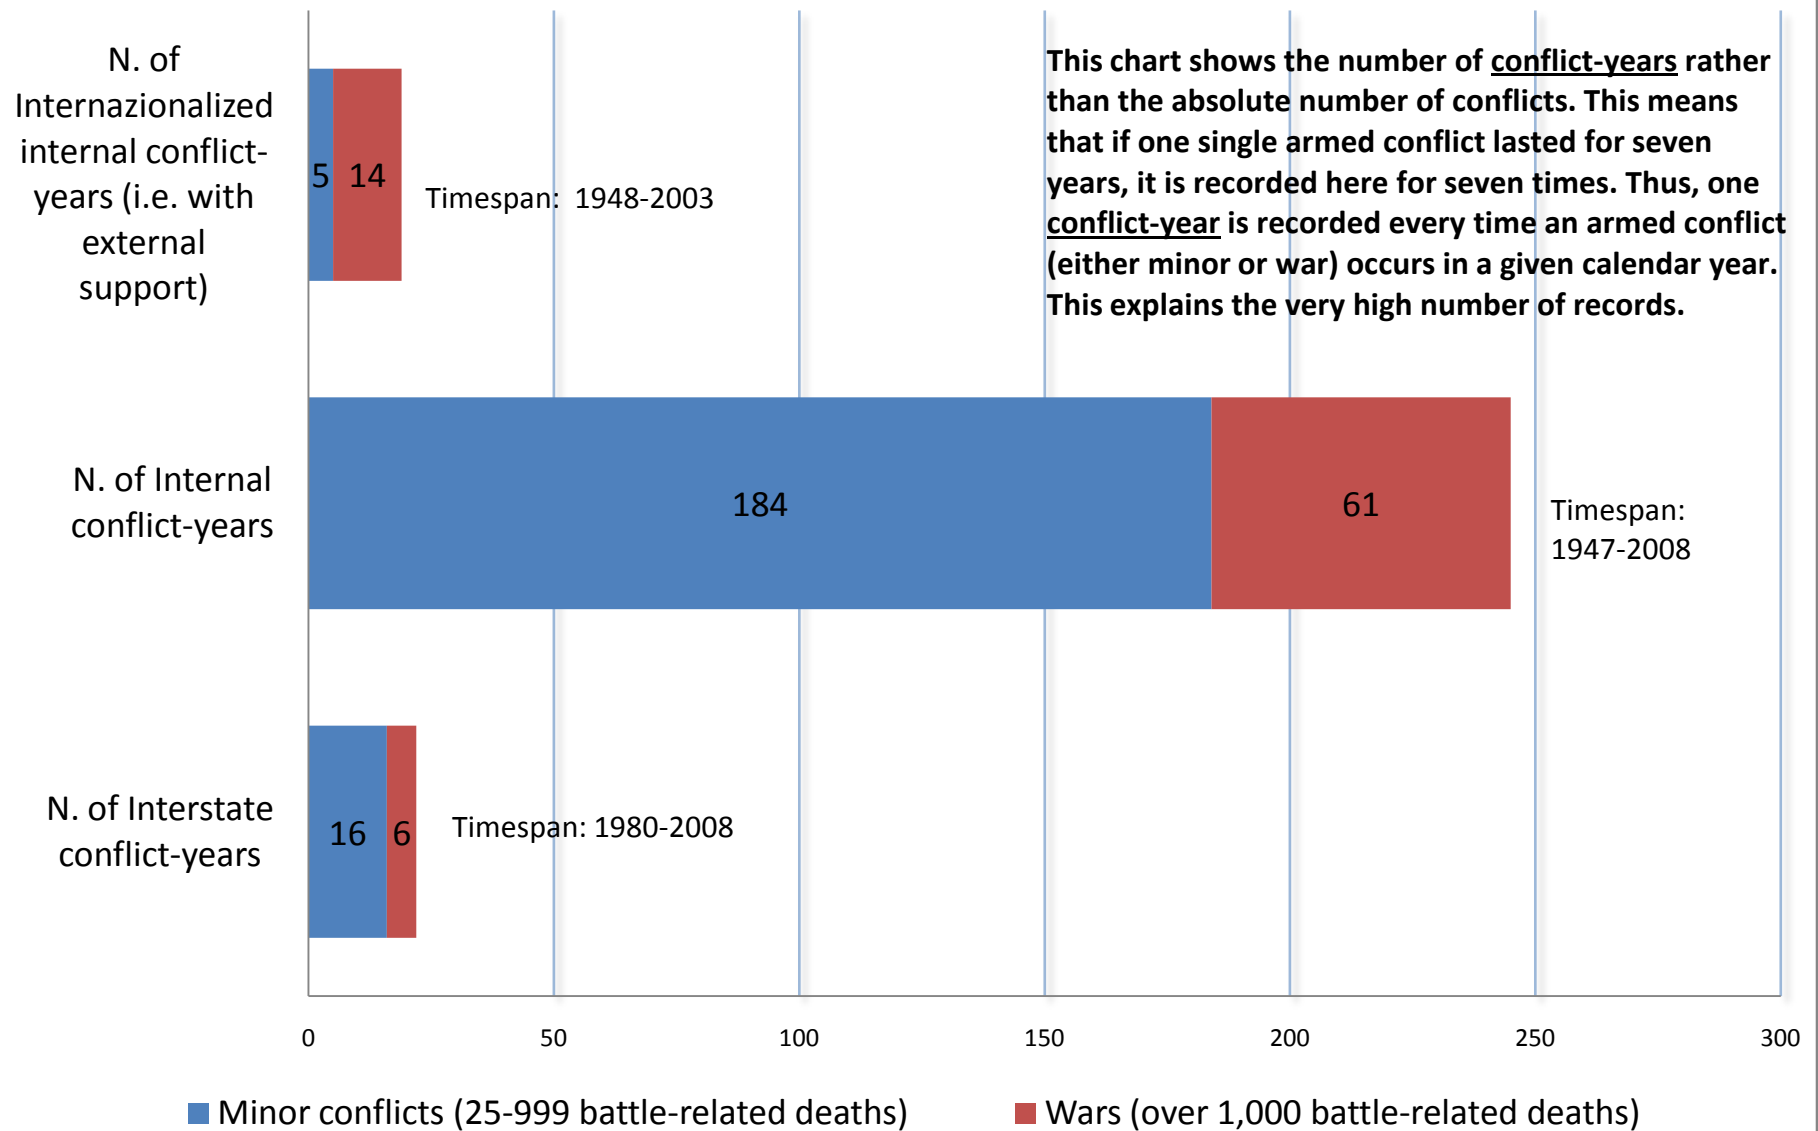 N. of
Internazionalized
internal conflict-
years (i.e. with
external
support)
5 14
Timespan:  1948-2003
This chart shows the number of conflict-years rather
than the absolute number of conflicts. This means
that if one single armed conflict lasted for seven
years, it is recorded here for seven times. Thus, one
conflict-year is recorded every time an armed conflict
(either minor or war) occurs in a given calendar year.
This explains the very high number of records.
N. of Internal
conflict-years
184 61
Timespan:
1947-2008
N. of Interstate
conflict-years
16 6
Timespan: 1980-2008
0 50 100 150 200 250 300
Minor conflicts (25-999 battle-related deaths) Wars (over 1,000 battle-related deaths)